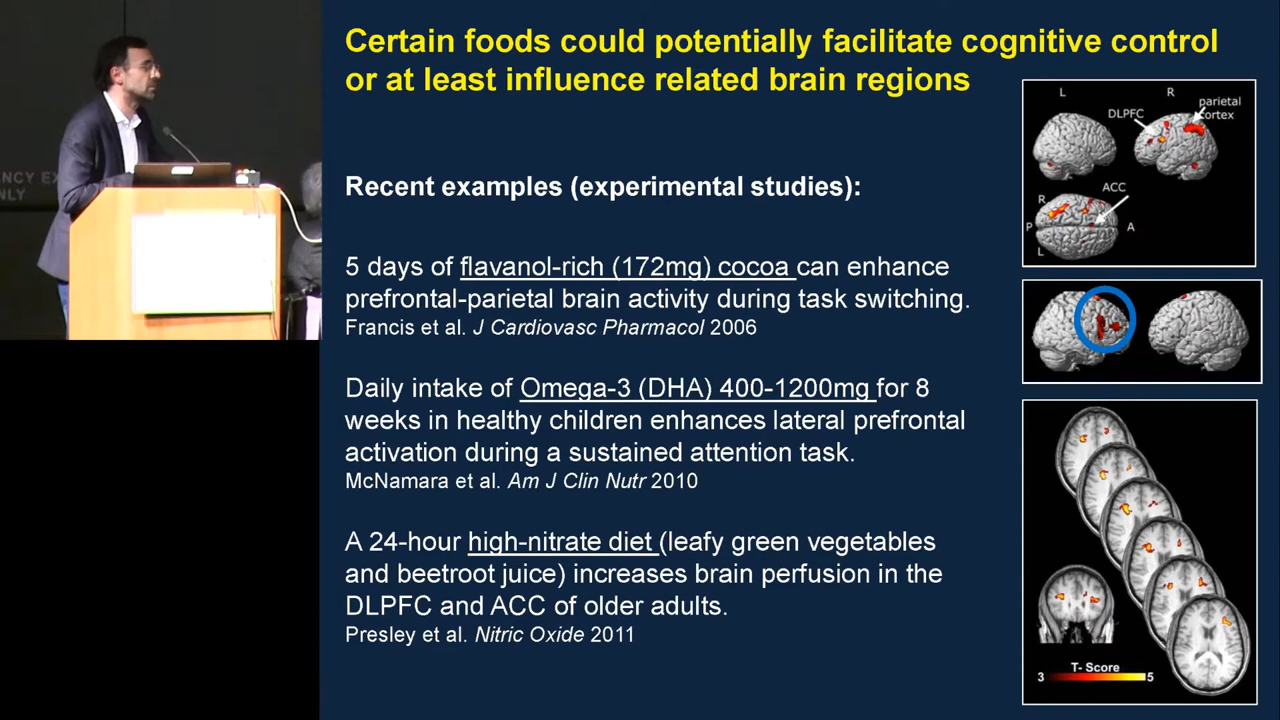 Certain foods could potentially facilitate cognitive control
or at least influence related brain regions
Recent examples (experimental studies):
5 days of flavanol-rich (172mg) cocoa can enhance
prefrontal-parietal brain activity during task switching.
Francis et al. J Cardiovasc Pharmacol 2006
Daily intake of Omega-3 (DHA) 400-1200mg for 8
weeks in healthy children enhances lateral prefrontal
activation during a sustained attention task.
McNamara et al. Am J Clin Nutr 2010
A 24-hour high-nitrate diet (leafy green vegetables
and beetroot juice) increases brain perfusion in the
DLPFC and ACC of older adults.
Presley et al. Nitric Oxide 2011
L
R
DLPFC
parietal
cortex
ACC
R
P
A
L
T- Score
3
5
NCY EX
NLY